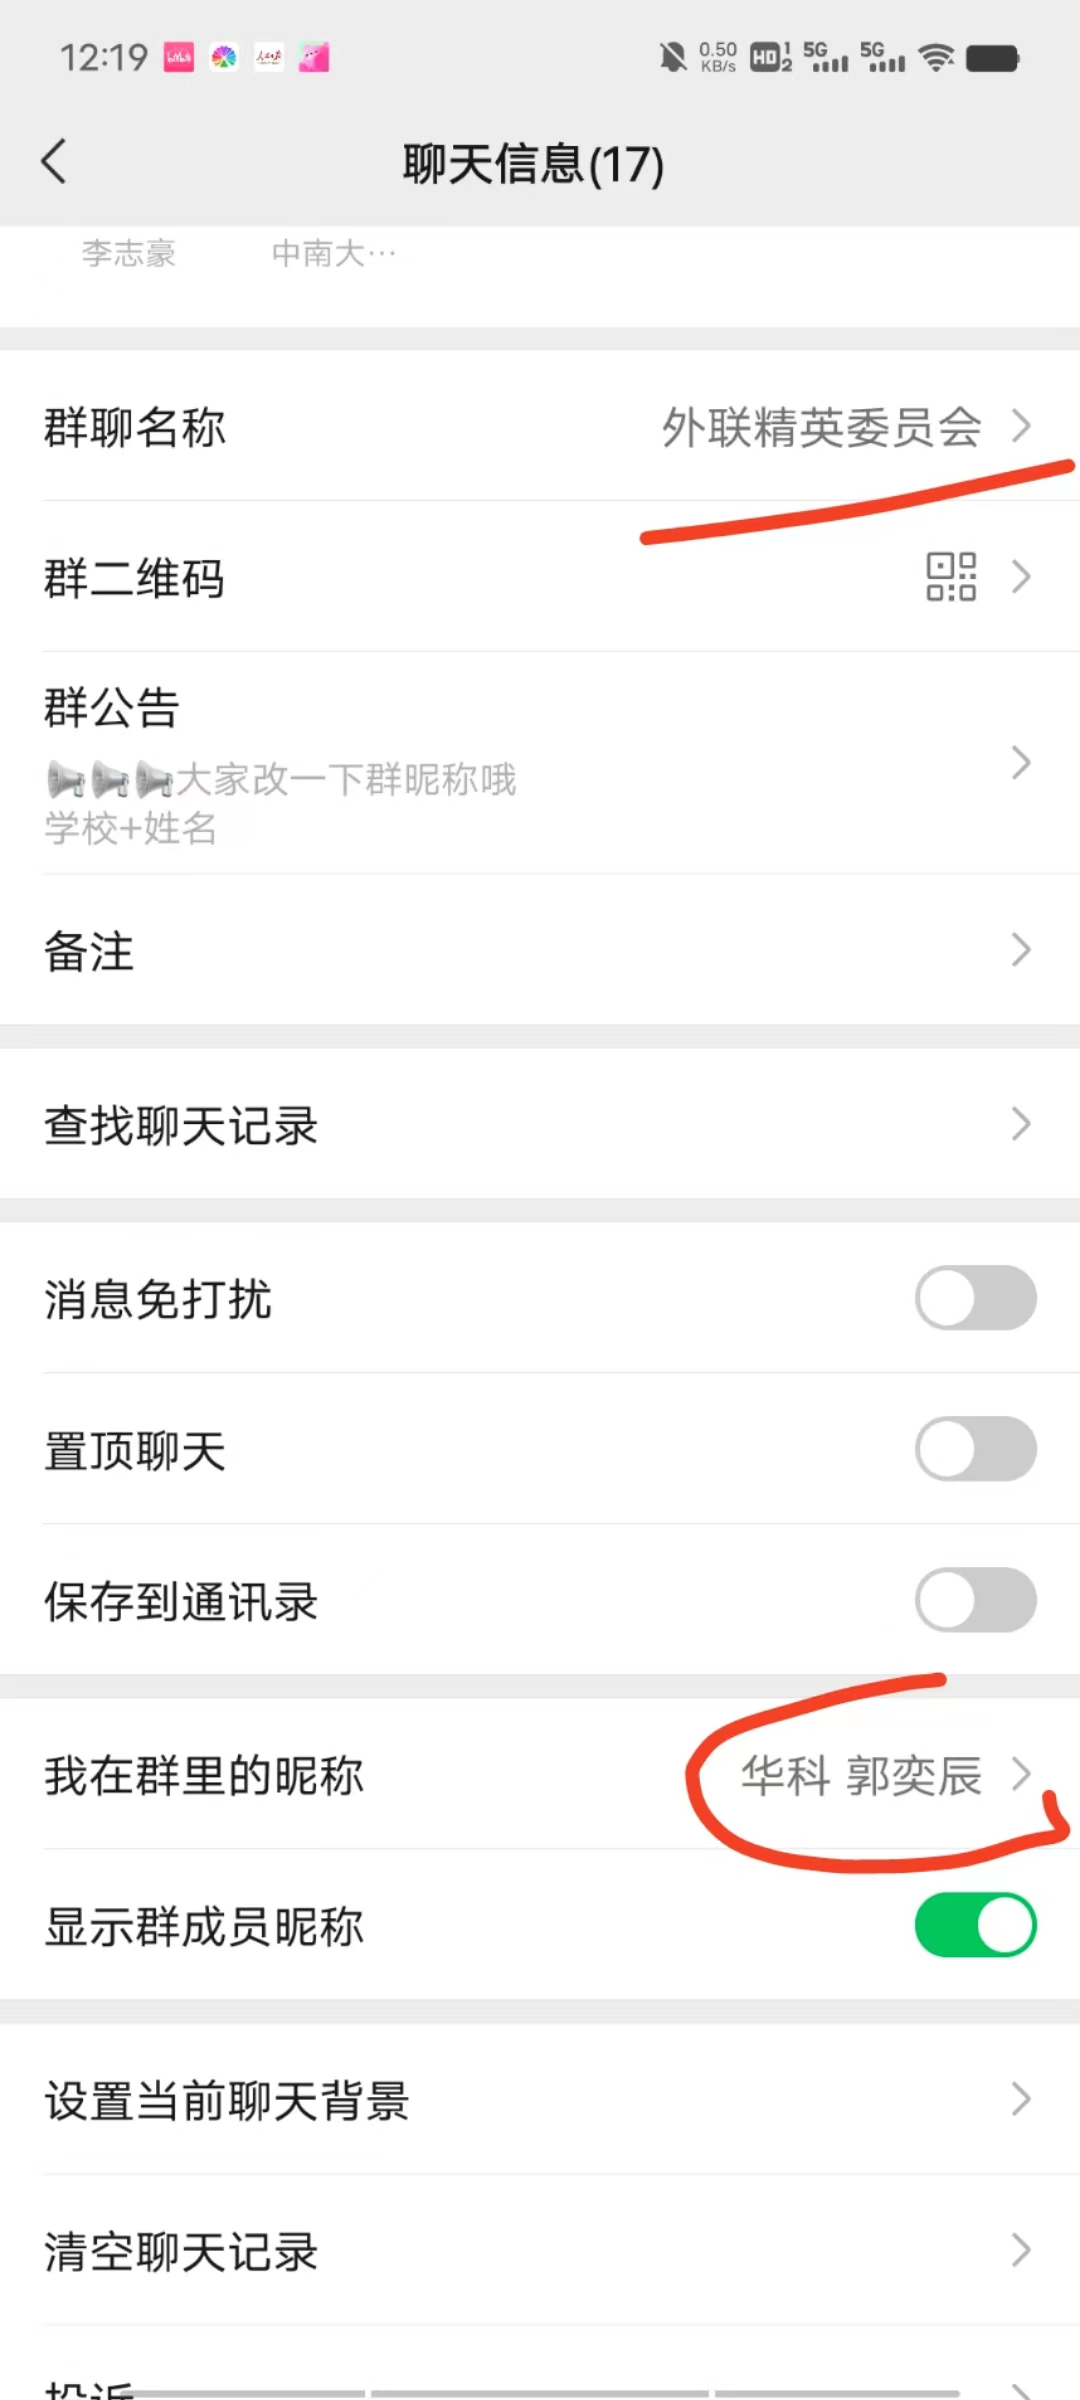 12:19
0.50 KB/s HD 1 2 5G 5G
聊天信息(17)
李志豪 中南大…
群聊名称 外联精英委员会
群二维码
群公告
大家改一下群昵称哦
学校+姓名
备注
查找聊天记录
消息免打扰
置顶聊天
保存到通讯录
我在群里的昵称 华科 郭奕辰
显示群成员昵称
设置当前聊天背景
清空聊天记录
投诉